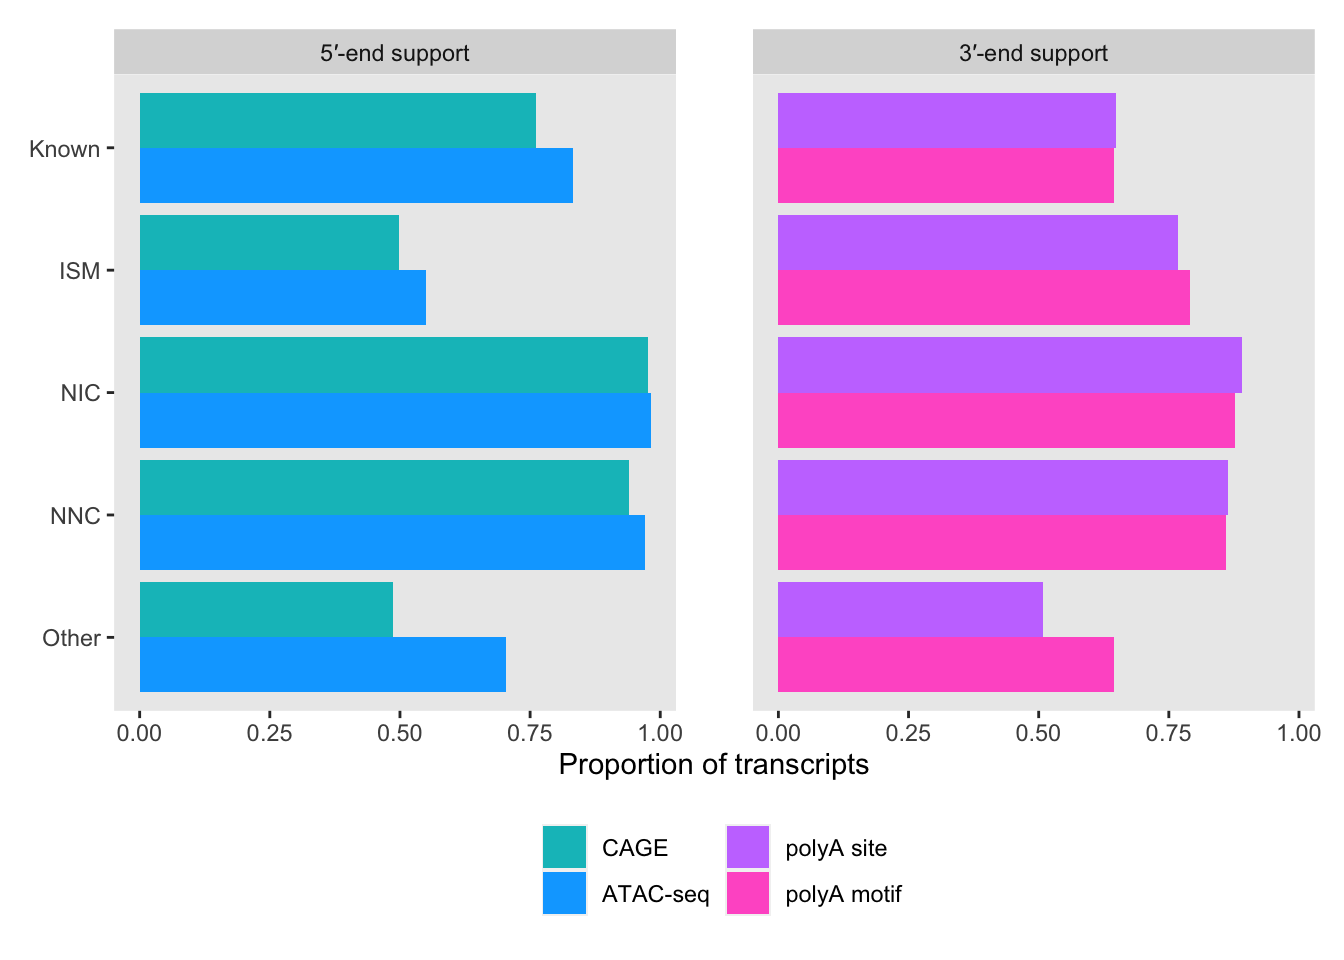 5′-end support
3′-end support
Known
ISM
NIC
NNC
Other
0.00 0.25 0.50 0.75 1.00
0.00 0.25 0.50 0.75 1.00
Proportion of transcripts
CAGE
ATAC-seq
polyA site
polyA motif